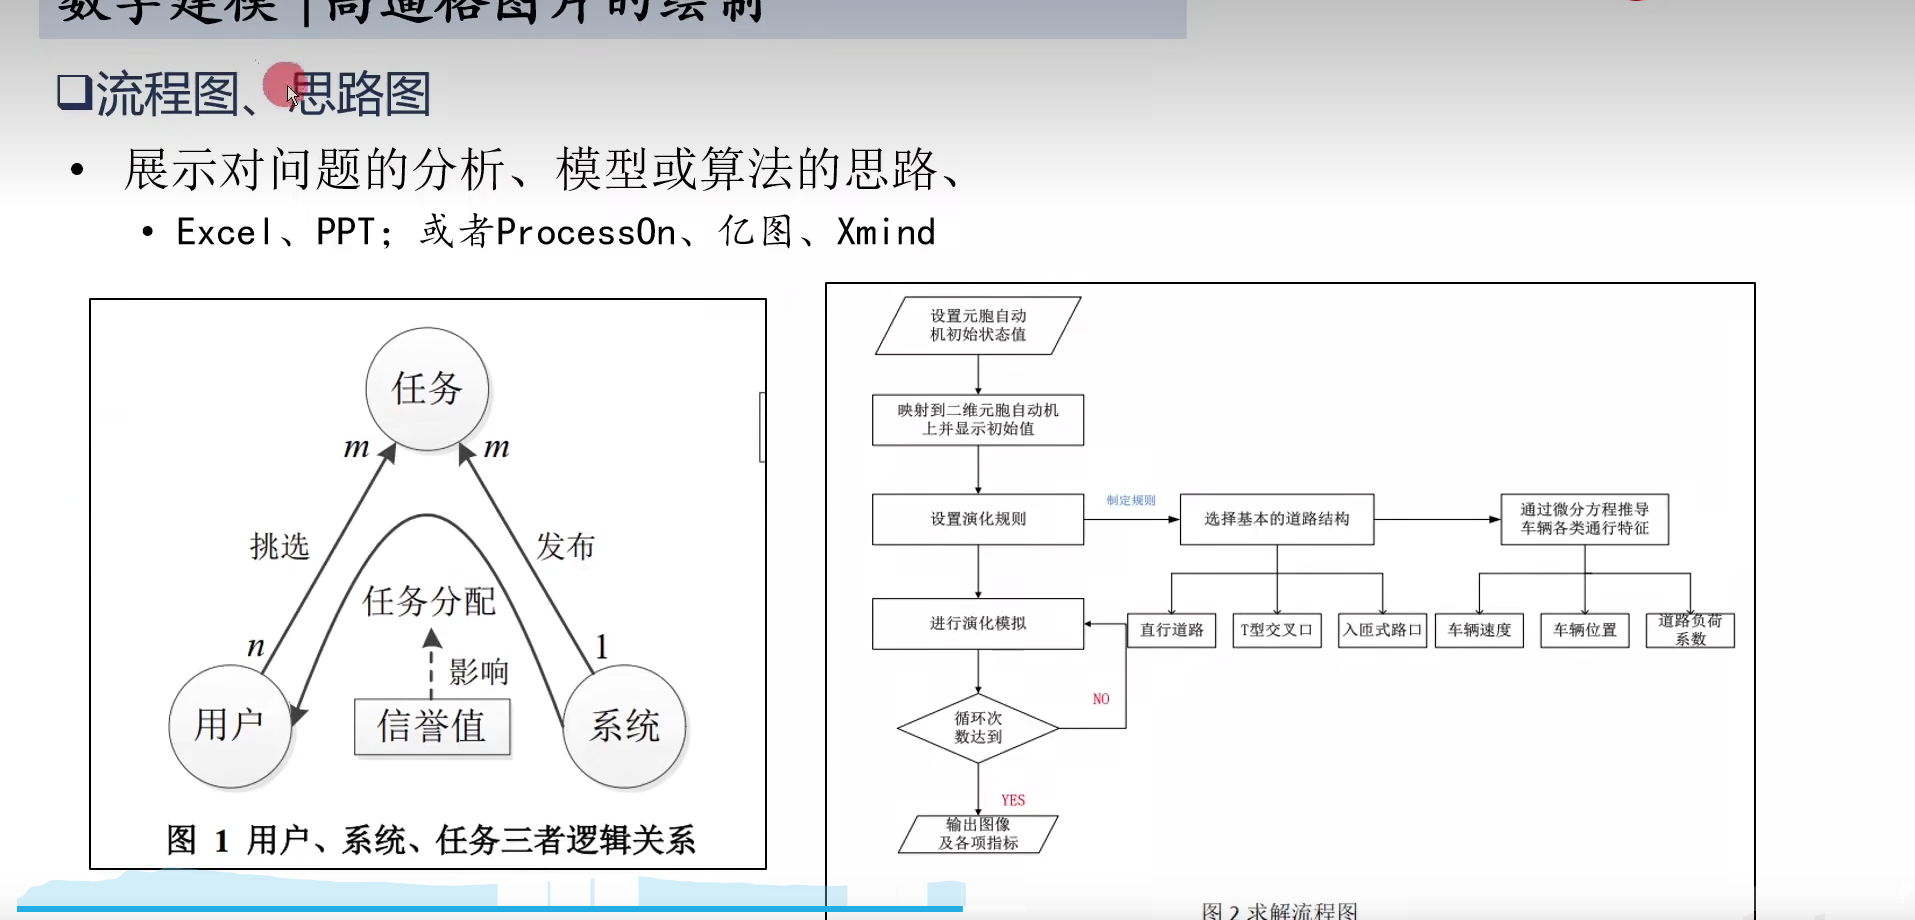 数学建模|高逼格图片的绘制
流程图、思路图
展示对问题的分析、模型或算法的思路、
Excel、PPT；或者ProcessOn、亿图、Xmind
任务
m
m
挑选
发布
任务分配
n
1
影响
用户
信誉值
系统
图 1 用户、系统、任务三者逻辑关系
设置元胞自动
机初始状态值
映射到二维元胞自动机
上并显示初始值
设置演化规则
制定规则
选择基本的道路结构
通过微分方程推导
车辆各类通行特征
进行演化模拟
直行道路
T型交叉口
入匝式路口
车辆速度
车辆位置
道路负荷
系数
NO
循环次
数达到
YES
输出图像
及各项指标
图 2 求解流程图